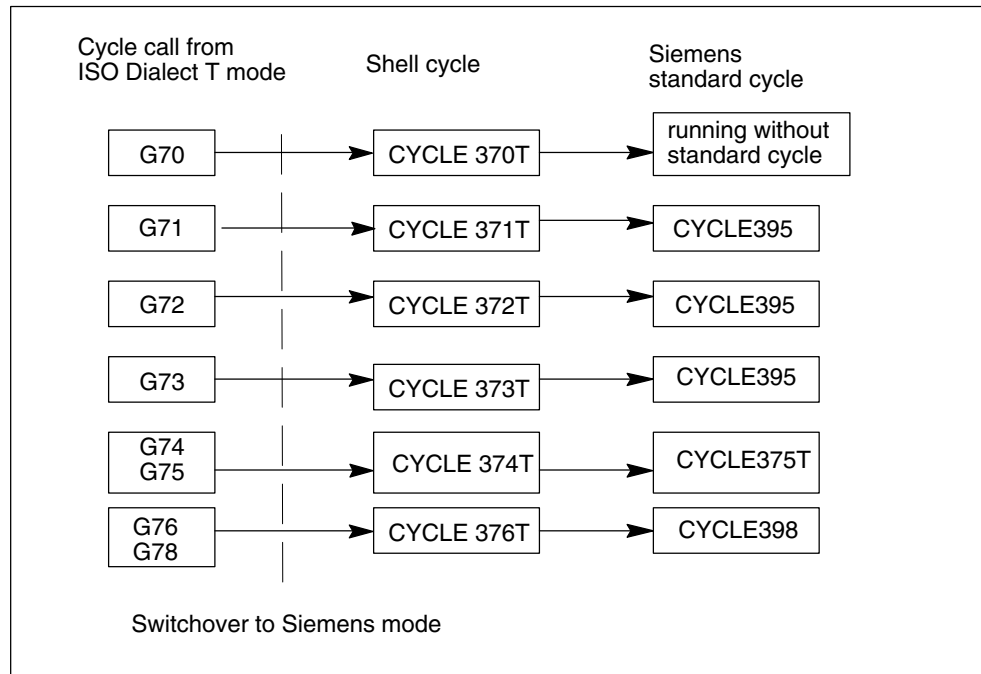 Cycle call from
ISO Dialect T mode
Shell cycle
Siemens
standard cycle
G70
CYCLE 370T
running without
standard cycle
G71
CYCLE 371T
CYCLE395
G72
CYCLE 372T
CYCLE395
G73
CYCLE 373T
CYCLE395
G74
G75
CYCLE 374T
CYCLE375T
G76
G78
CYCLE 376T
CYCLE398
Switchover to Siemens mode